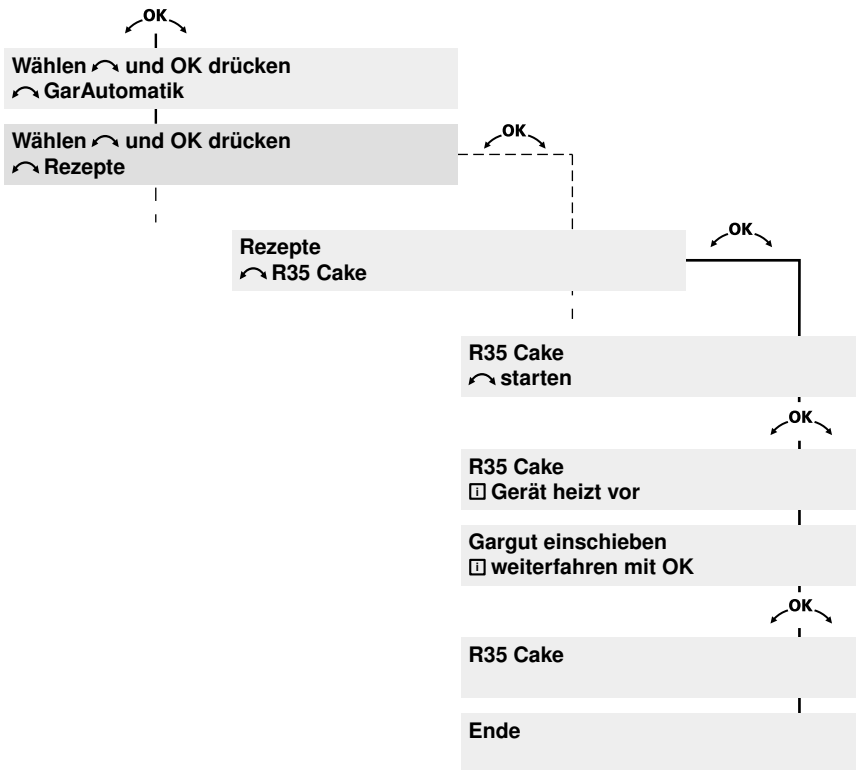 OK
Wählen und OK drücken
GarAutomatik
Wählen und OK drücken
Rezepte
OK
Rezepte
R35 Cake
OK
R35 Cake
starten
OK
R35 Cake
i Gerät heizt vor
Gargut einschieben
i weiterfahren mit OK
OK
R35 Cake
Ende